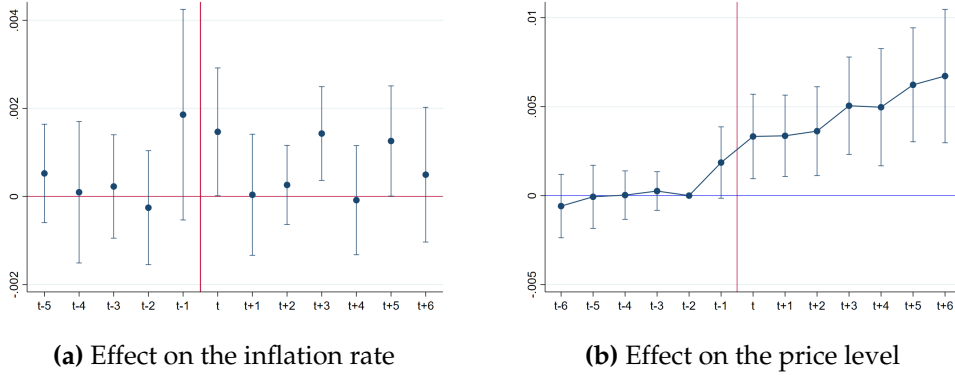 .004
.002
0
-.002
t-5 t-4 t-3 t-2 t-1 t t+1 t+2 t+3 t+4 t+5 t+6
(a) Effect on the inflation rate
.01
.005
0
-.005
t-6 t-5 t-4 t-3 t-2 t-1 t t+1 t+2 t+3 t+4 t+5 t+6
(b) Effect on the price level